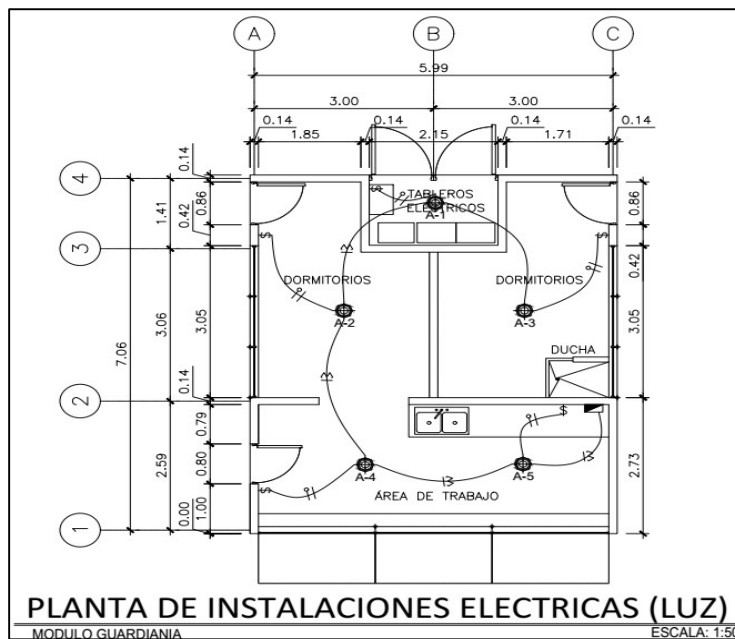 A B C
5.99
3.00 3.00
0.14 0.14 0.14 0.14
1.85 2.15 1.71
4
0.14
TABLEROS
ELECTRICOS
A-1
1.41
0.42 0.86
0.86
$
$
3
$
0.42
DORMITORIOS DORMITORIOS
A-2 A-3
7.06
3.06
3.05
3.05
DUCHA
2
0.14
0.79
$
2.59
0.80
2.73
A-4 A-5
$
ÁREA DE TRABAJO
0.00
1.00
1
PLANTA DE INSTALACIONES ELECTRICAS (LUZ)
MODULO GUARDIANIA ESCALA: 1:50